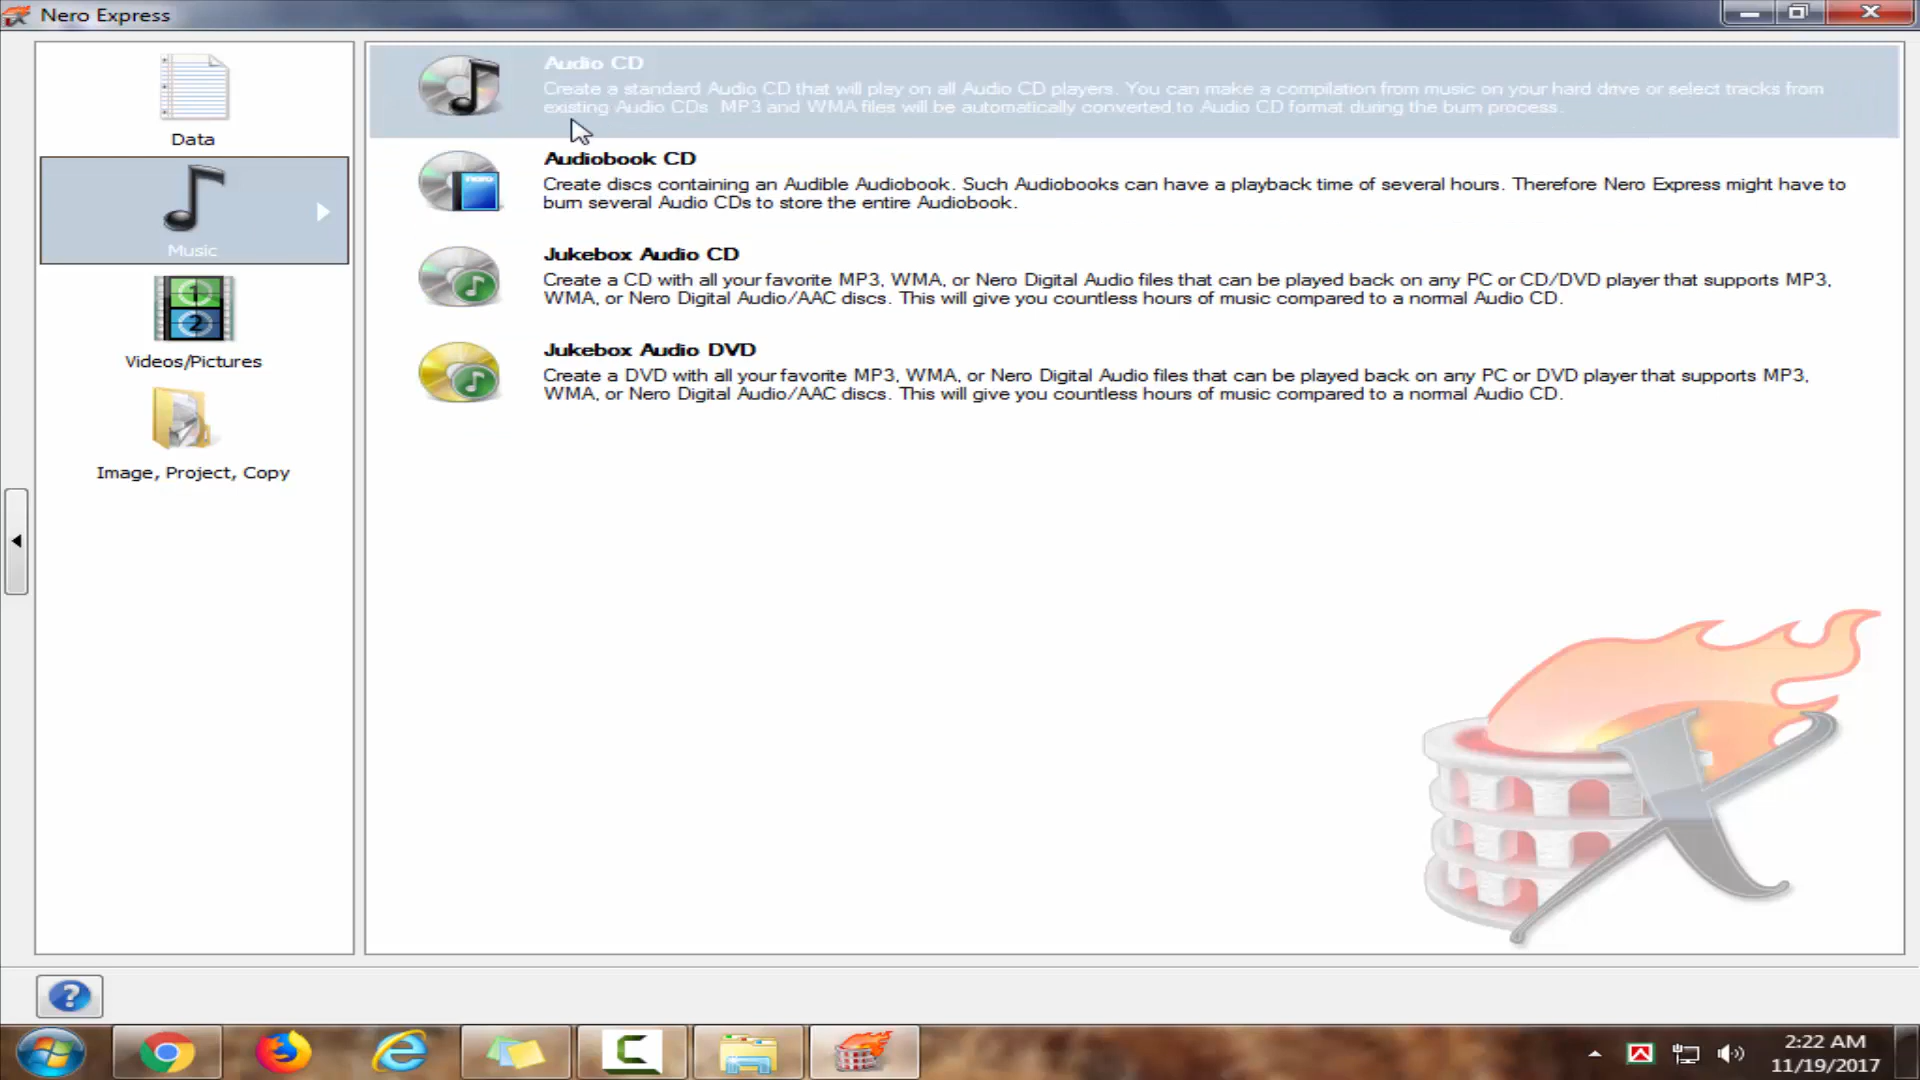 Nero Express
Data
Music
Videos/Pictures
Image, Project, Copy
Audio CD
Create a standard Audio CD that will play on all Audio CD players. You can make a compilation from music on your hard drive or select tracks from
existing Audio CDs. MP3 and WMA files will be automatically converted to Audio CD format during the burn process.
Audiobook CD
Create discs containing an Audible Audiobook. Such Audiobooks can have a playback time of several hours. Therefore Nero Express might have to
burn several Audio CDs to store the entire Audiobook.
Jukebox Audio CD
Create a CD with all your favorite MP3, WMA, or Nero Digital Audio files that can be played back on any PC or CD/DVD player that supports MP3,
WMA, or Nero Digital Audio/AAC discs. This will give you countless hours of music compared to a normal Audio CD.
Jukebox Audio DVD
Create a DVD with all your favorite MP3, WMA, or Nero Digital Audio files that can be played back on any PC or DVD player that supports MP3,
WMA, or Nero Digital Audio/AAC discs. This will give you countless hours of music compared to a normal Audio CD.
2:22 AM
11/19/2017